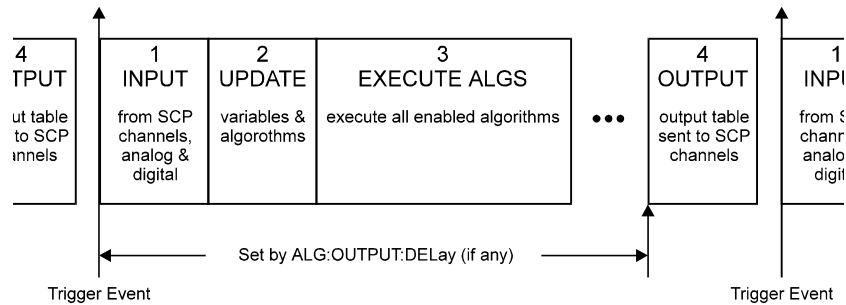 4
TPUT
ut table
to SCP
annels
1
INPUT
from SCP
channels,
analog &
digital
2
UPDATE
variables &
algorothms
3
EXECUTE ALGS
execute all enabled algorithms
•••
4
OUTPUT
output table
sent to SCP
channels
1
INPU
from S
chann
analo
digit
Set by ALG:OUTPUT:DELay (if any)
Trigger Event
Trigger Event